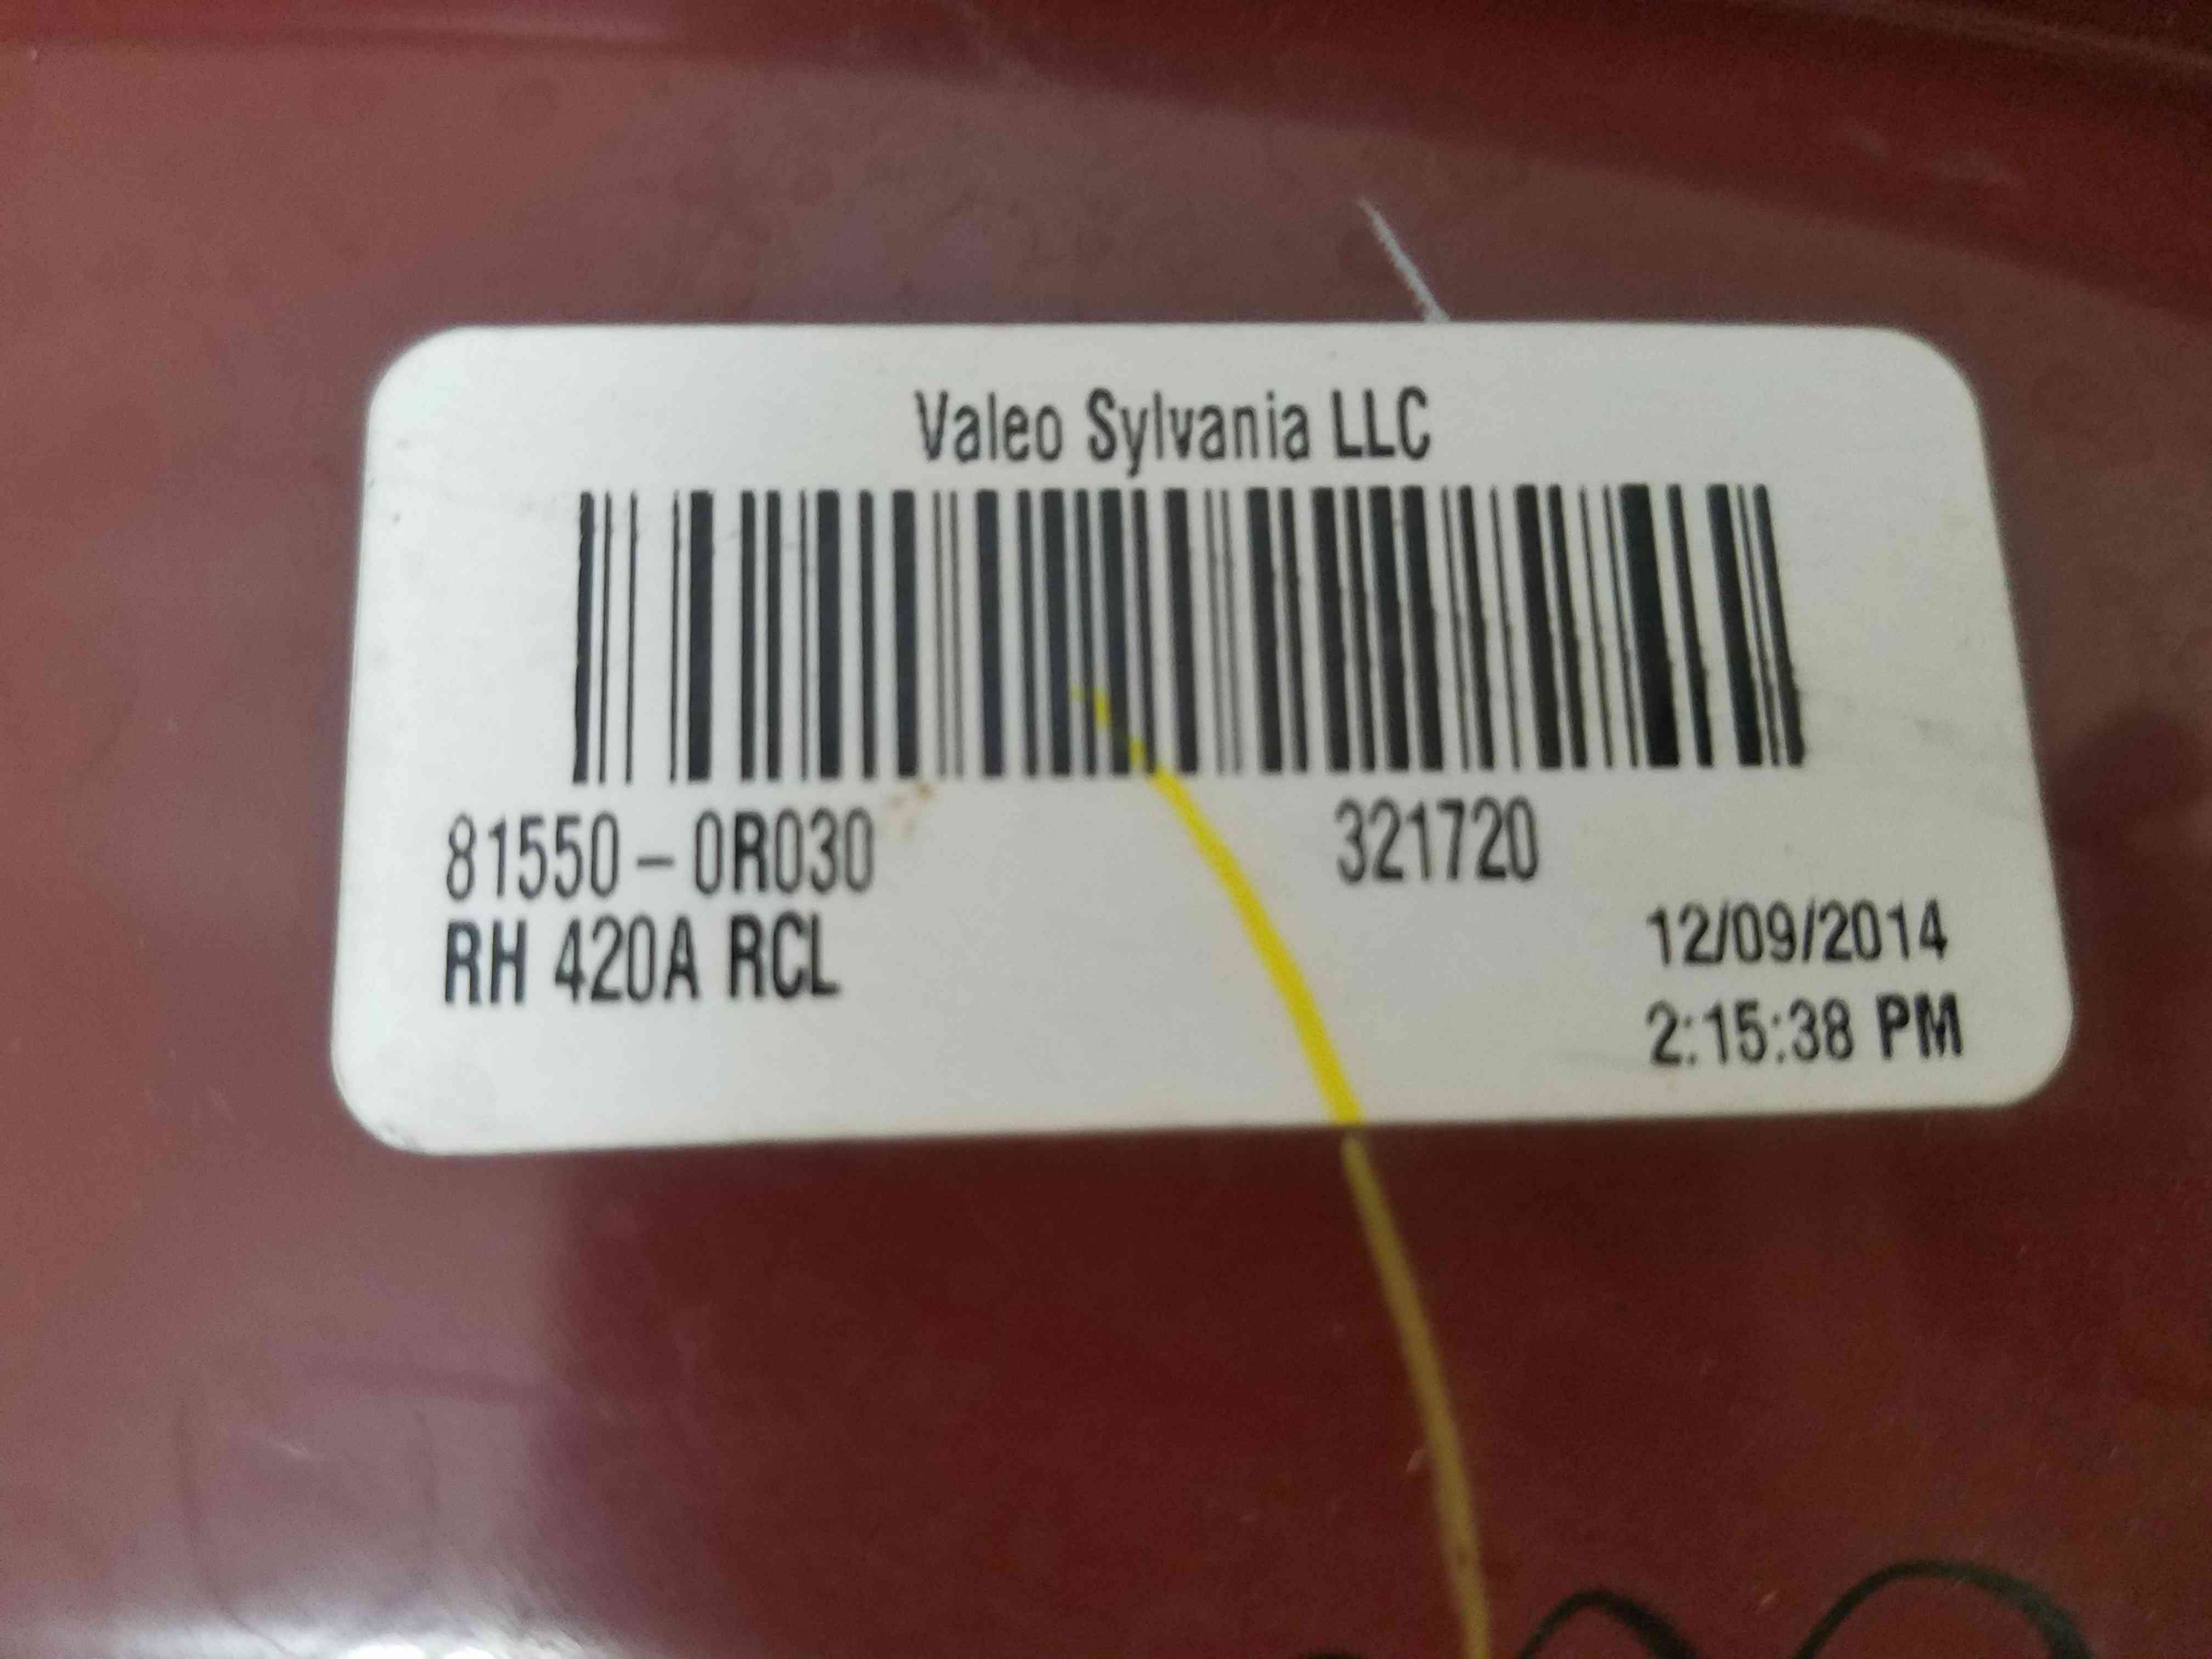 Valeo Sylvania LLC
81550-0R030 321720
RH 420A RCL
12/09/2014
2:15:38 PM